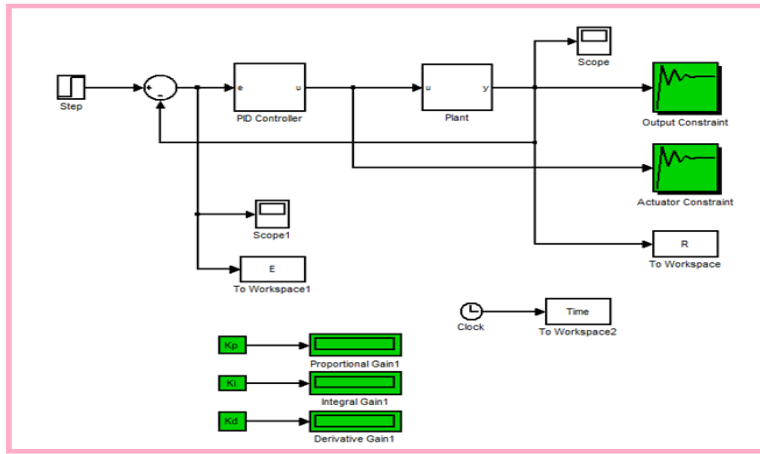 Scope
Step
+
-
e
u
PID Controller
u
y
Plant
Output Constraint
Actuator Constraint
Scope1
R
To Workspace
E
To Workspace1
Clock
Time
To Workspace2
Kp
Proportional Gain1
Ki
Integral Gain1
Kd
Derivative Gain1